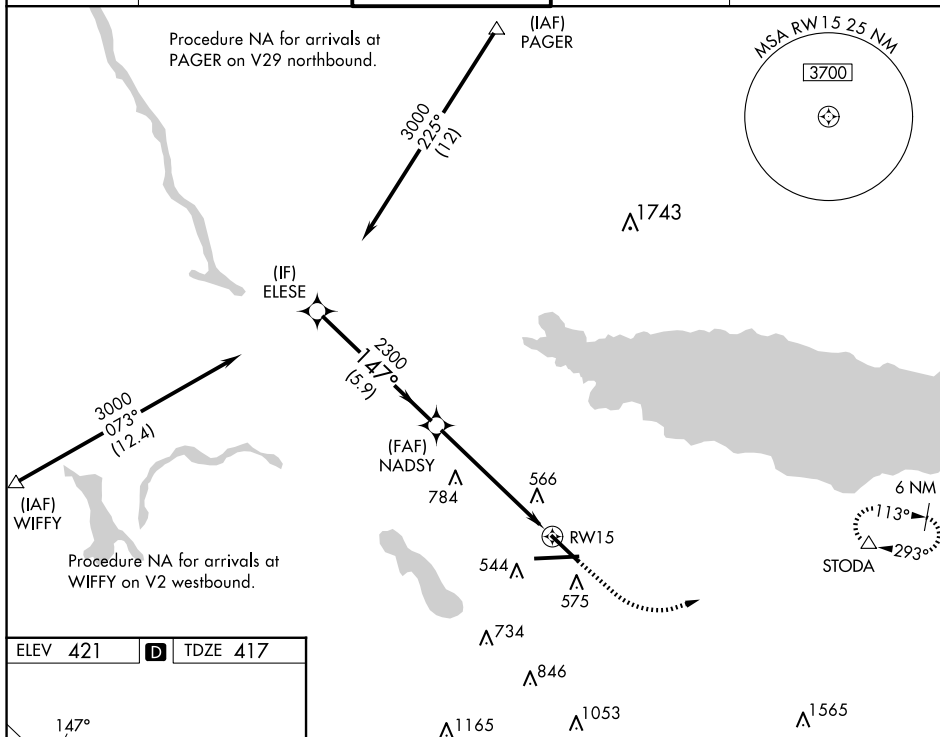 Procedure NA for arrivals at
PAGER on V29 northbound.
(IAF)
PAGER
MSA RW15 25 NM
3700
3000
225°
(12)
1743
(IF)
ELESE
2300
147°
(5.9)
3000
073°
(12.4)
(FAF)
NADSY
(IAF)
WIFFY
784
566
6 NM
113°
293°
STODA
RW15
Procedure NA for arrivals at
WIFFY on V2 westbound.
544
575
734
846
ELEV 421 D TDZE 417
147°
1165
1053
1565